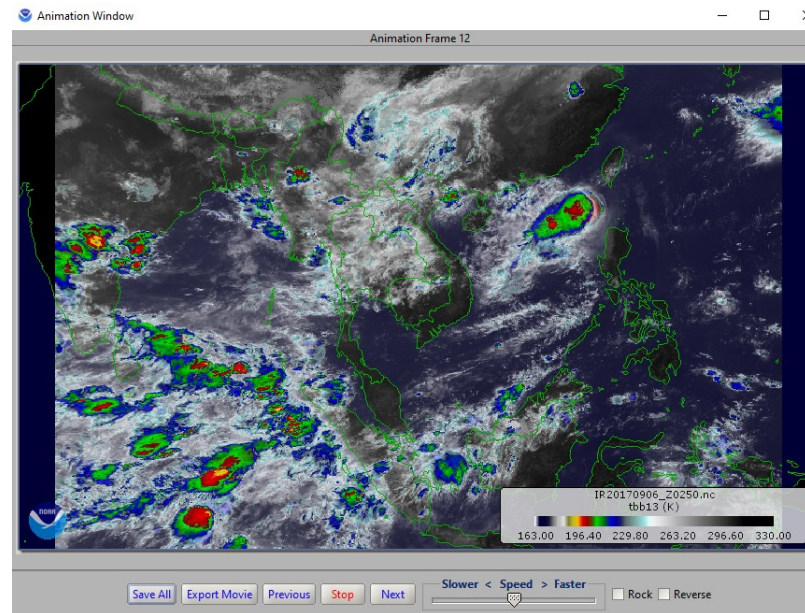 Animation Window
Animation Frame 12
NOAA
IR20170906_Z0250.nc
tbb13 (K)
163.00 196.40 229.80 263.20 296.60 330.00
Slower < Speed > Faster
Save All Export Movie Previous Stop Next Rock Reverse